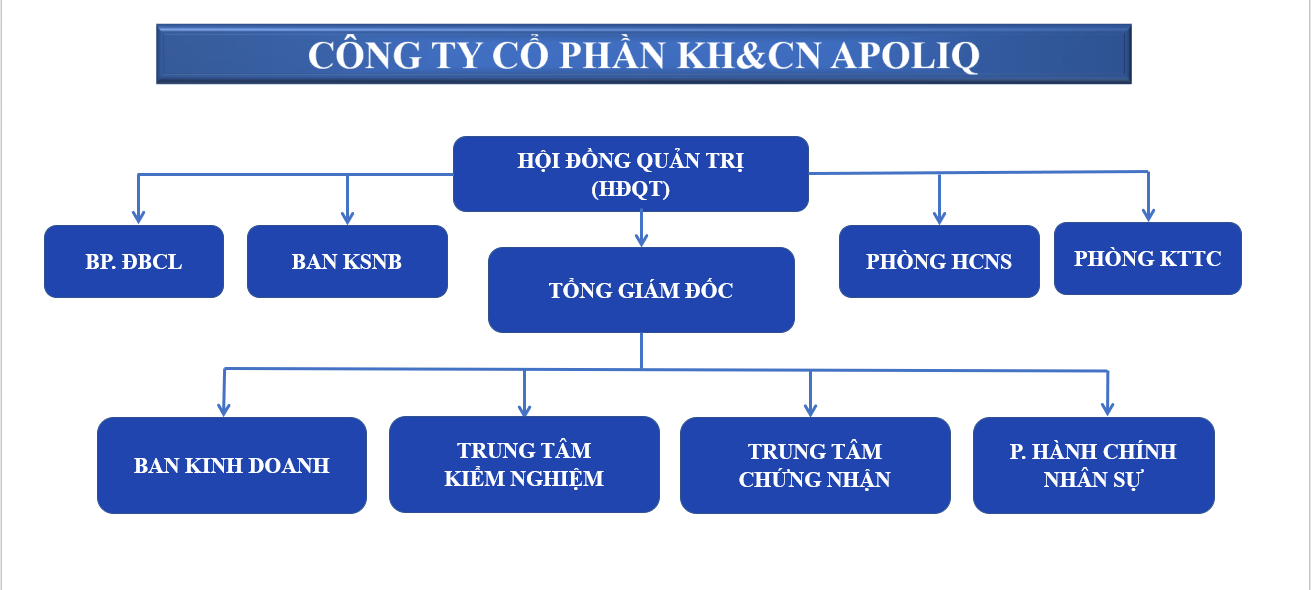 CÔNG TY CỔ PHẦN KH&CN APOLIQ
HỘI ĐỒNG QUẢN TRỊ
(HĐQT)
BP. ĐBCL
BAN KSNB
TỔNG GIÁM ĐỐC
PHÒNG HCNS
PHÒNG KTTC
BAN KINH DOANH
TRUNG TÂM
KIỂM NGHIỆM
TRUNG TÂM
CHỨNG NHẬN
P. HÀNH CHÍNH
NHÂN SỰ